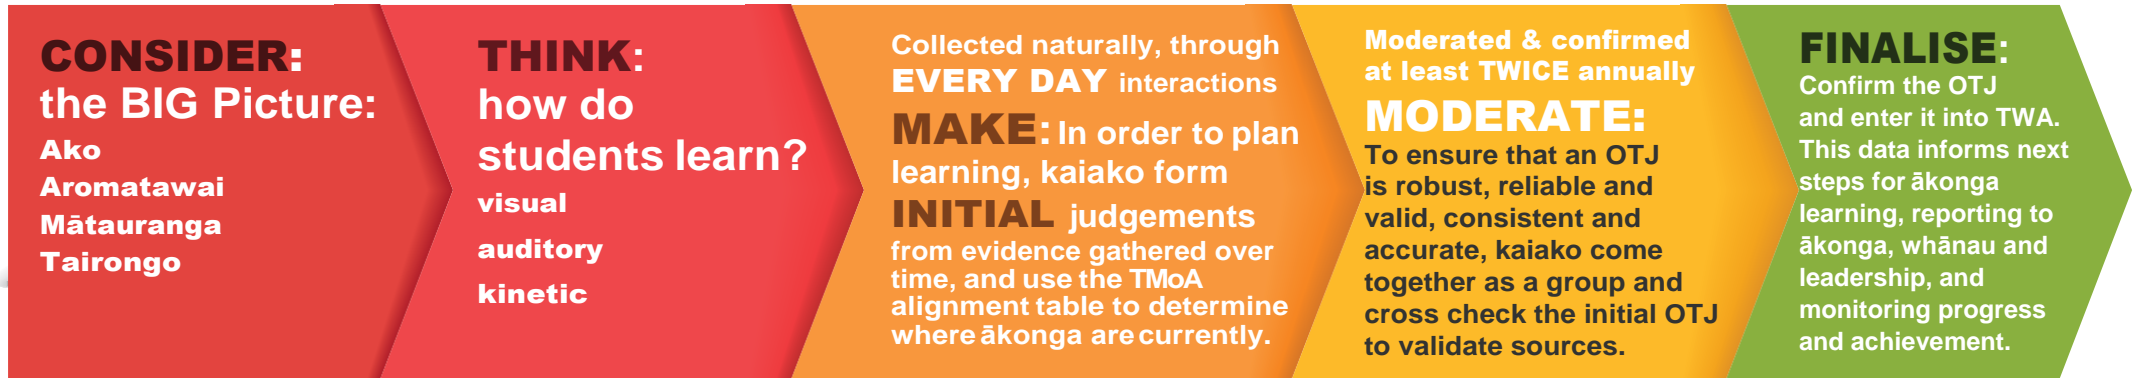 CONSIDER:
the BIG Picture:
Ako
Aromatawai
Mātauranga
Tairongo
THINK:
how do
students learn?
visual
auditory
kinetic
Collected naturally, through
EVERY DAY interactions
MAKE: In order to plan
learning, kaiako form
INITIAL judgements
from evidence gathered over
time, and use the TMoA
alignment table to determine
where ākonga are currently.
Moderated & confirmed
at least TWICE annually
MODERATE:
To ensure that an OTJ
is robust, reliable and
valid, consistent and
accurate, kaiako come
together as a group and
cross check the initial OTJ
to validate sources.
FINALISE:
Confirm the OTJ
and enter it into TWA.
This data informs next
steps for ākonga
learning, reporting to
ākonga, whānau and
leadership, and
monitoring progress
and achievement.